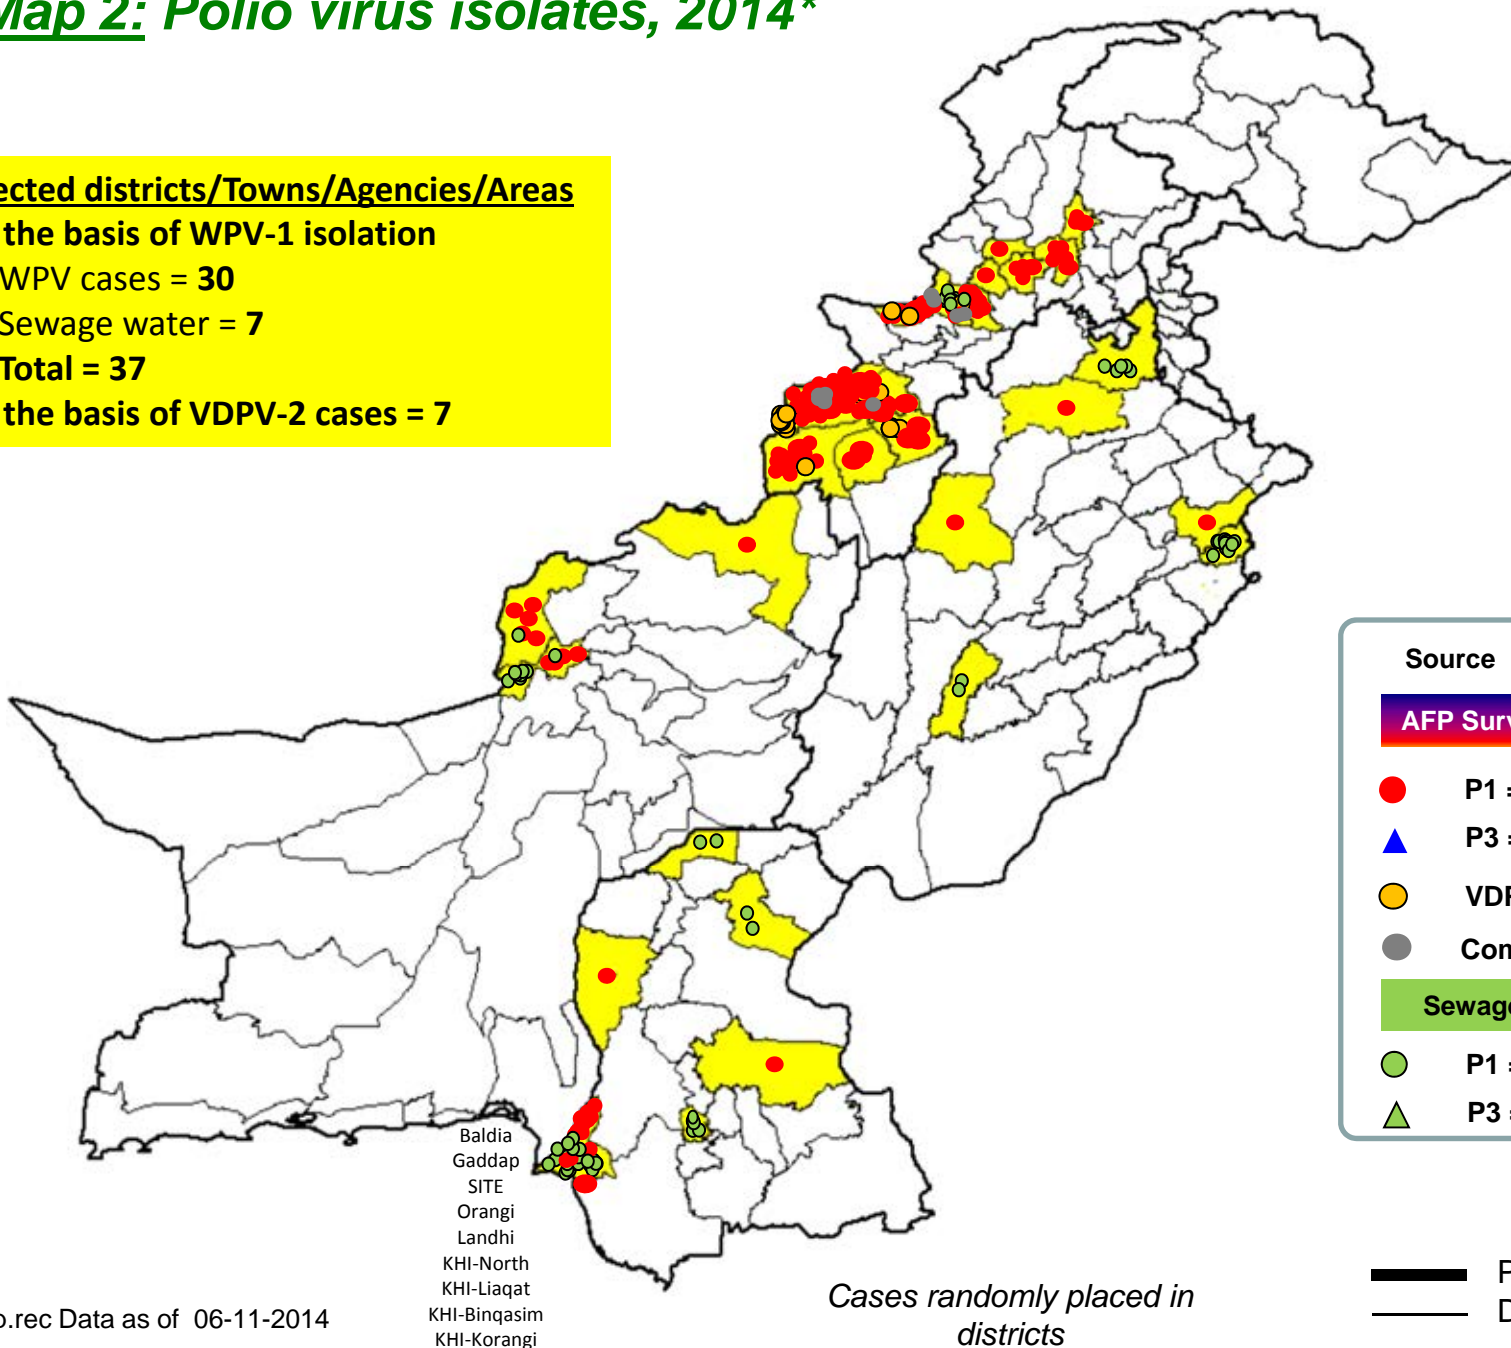 Map 2: Polio virus isolates, 2014*
ected districts/Towns/Agencies/Areas
the basis of WPV-1 isolation
WPV cases = 30
Sewage water = 7
Total = 37
the basis of VDPV-2 cases = 7
Source
AFP Surv
P1 =
P3 =
VDP
Com
Sewage
P1 =
P3 =
Baldia
Gaddap
SITE
Orangi
Landhi
KHI-North
KHI-Liaqat
KHI-Binqasim
KHI-Korangi
o.rec Data as of 06-11-2014
Cases randomly placed in
districts
P
D